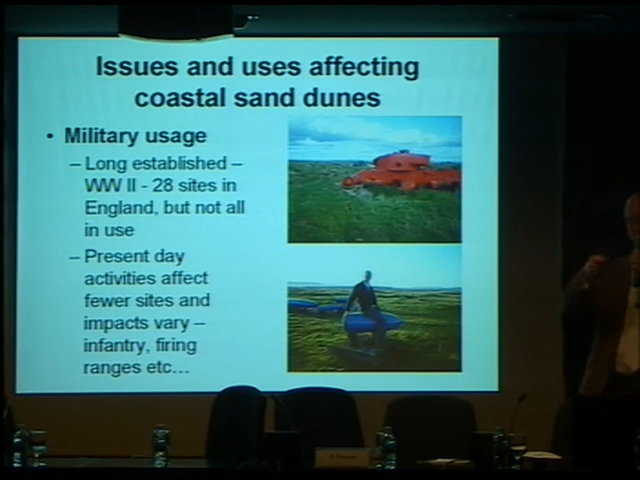 Issues and uses affecting
coastal sand dunes
• Military usage
– Long established –
WW II - 28 sites in
England, but not all
in use
– Present day
activities affect
fewer sites and
impacts vary –
infantry, firing
ranges etc...